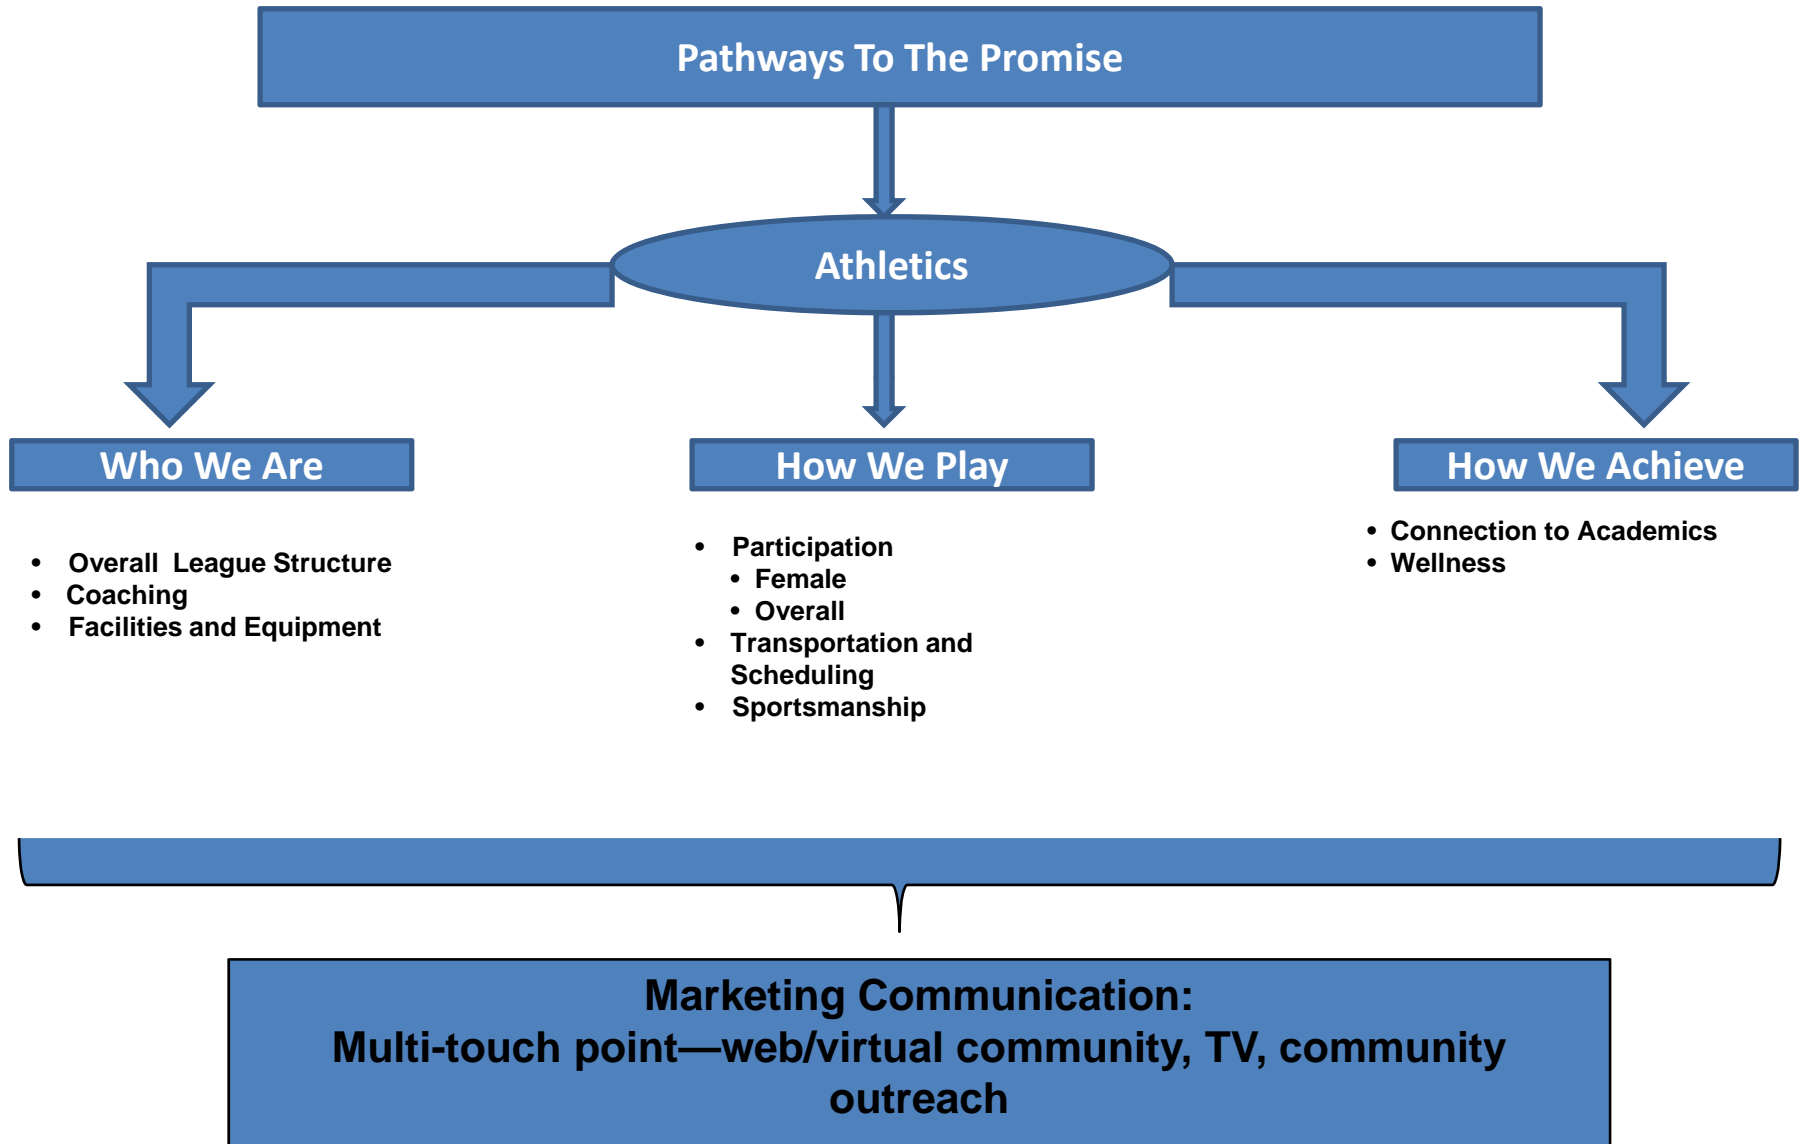 Pathways To The Promise
Athletics
Who We Are
• Overall League Structure
• Coaching
• Facilities and Equipment
How We Play
• Participation
• Female
• Overall
• Transportation and
Scheduling
• Sportsmanship
How We Achieve
• Connection to Academics
• Wellness
Marketing Communication:
Multi-touch point—web/virtual community, TV, community
outreach